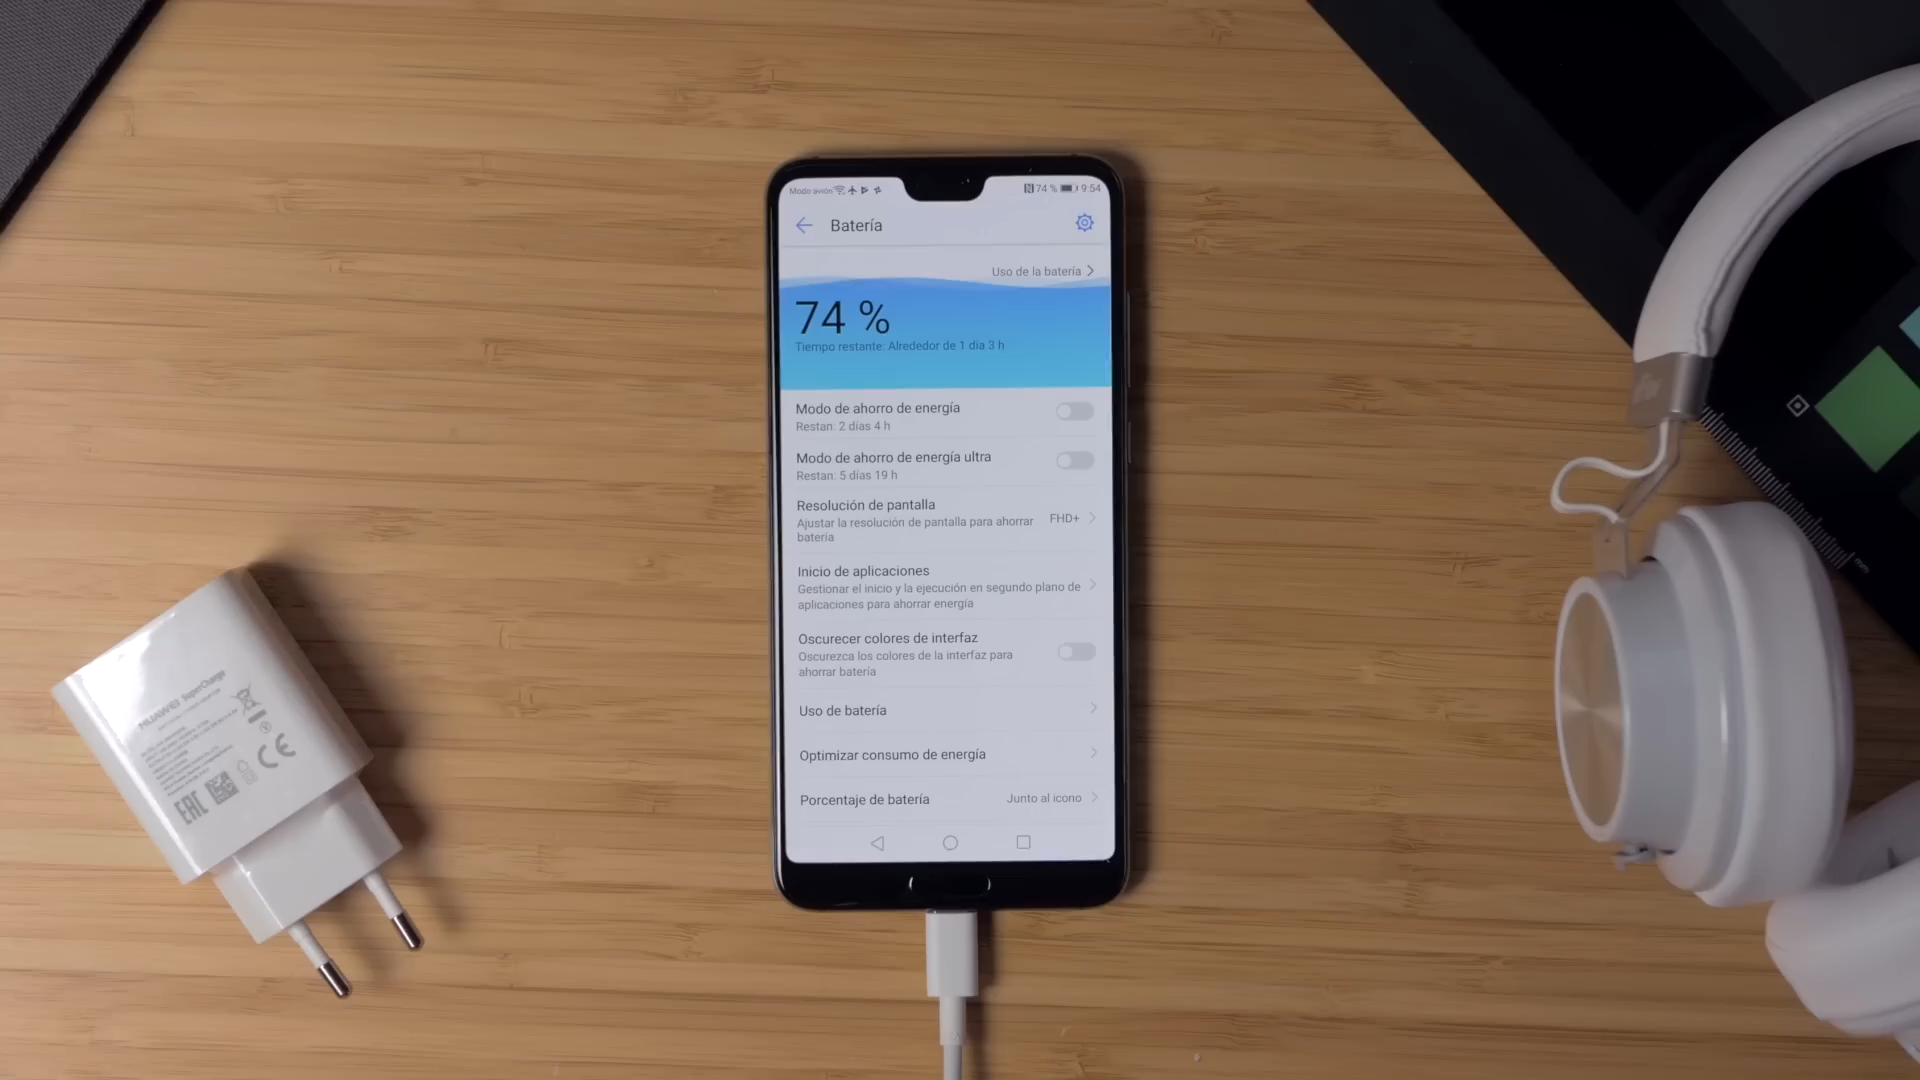 Modo avión
74 %
9:54
Batería
Uso de la batería
74 %
Tiempo restante: Alrededor de 1 día 3 h
Modo de ahorro de energía
Restan: 2 días 4 h
Modo de ahorro de energía ultra
Restan: 5 días 19 h
Resolución de pantalla
Ajustar la resolución de pantalla para ahorrar
batería
FHD+
Inicio de aplicaciones
Gestionar el inicio y la ejecución en segundo plano de
aplicaciones para ahorrar energía
Oscurecer colores de interfaz
Oscurezca los colores de la interfaz para
ahorrar batería
Uso de batería
Optimizar consumo de energía
Porcentaje de batería
Junto al icono
HUAWEI SuperCharge
CE
EAC
mm